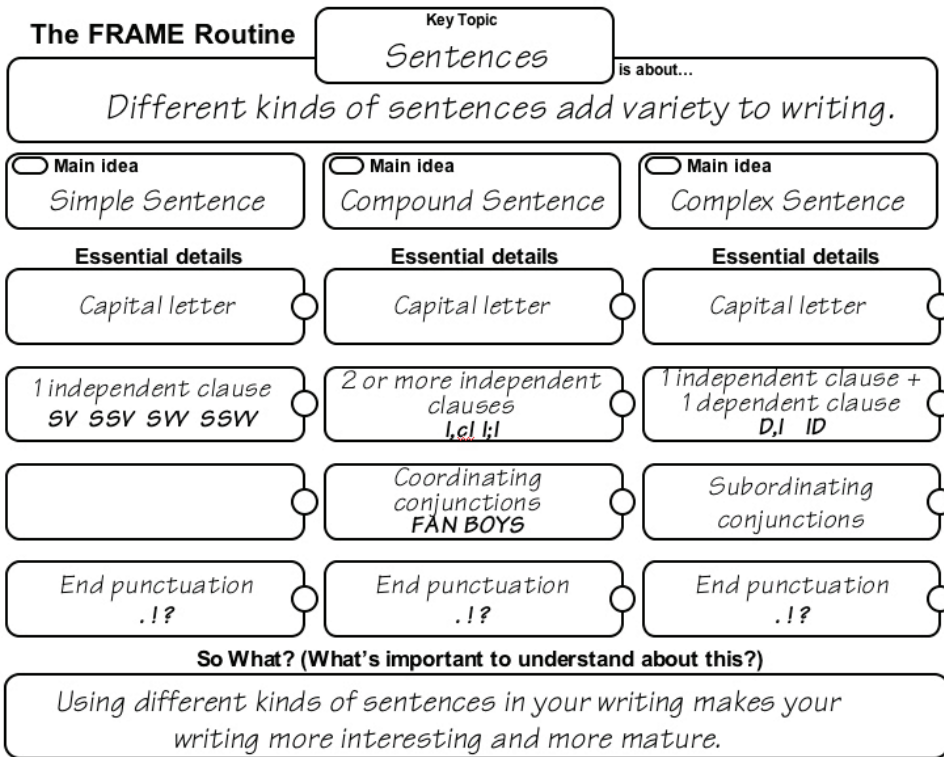 The FRAME Routine
Key Topic
Sentences
is about...
Different kinds of sentences add variety to writing.
Main idea
Simple Sentence
Main idea
Compound Sentence
Main idea
Complex Sentence
Essential details
Essential details
Essential details
Capital letter
Capital letter
Capital letter
1 independent clause
SV SSV SVV SSVV
2 or more independent
clauses
I,cI I;I
1 independent clause +
1 dependent clause
D,I ID
Coordinating
conjunctions
FAN BOYS
Subordinating
conjunctions
End punctuation
. ! ?
End punctuation
. ! ?
End punctuation
. ! ?
So What? (What's important to understand about this?)
Using different kinds of sentences in your writing makes your
writing more interesting and more mature.